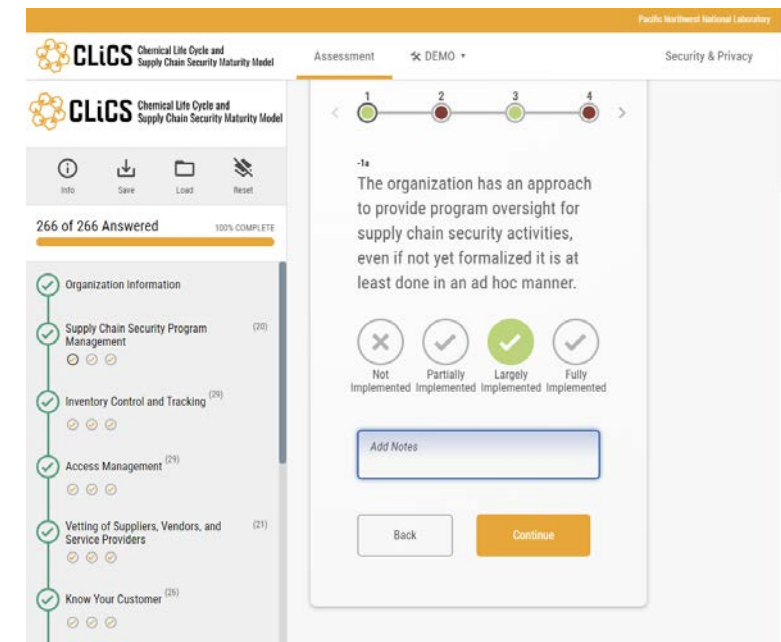 Pacific Northwest National Laboratory
CLiCS Chemical Life Cycle and
Supply Chain Security Maturity Model
Assessment
DEMO
Security & Privacy
CLiCS Chemical Life Cycle and
Supply Chain Security Maturity Model
Info
Save
Load
Reset
266 of 266 Answered
100% COMPLETE
Organization Information
Supply Chain Security Program (20)
Management
Inventory Control and Tracking (29)
Access Management (29)
Vetting of Suppliers, Vendors, and (21)
Service Providers
Know Your Customer (26)
1 2 3 4
-1a
The organization has an approach
to provide program oversight for
supply chain security activities,
even if not yet formalized it is at
least done in an ad hoc manner.
Not Partially Largely Fully
Implemented Implemented Implemented Implemented
Add Notes
Back
Continue